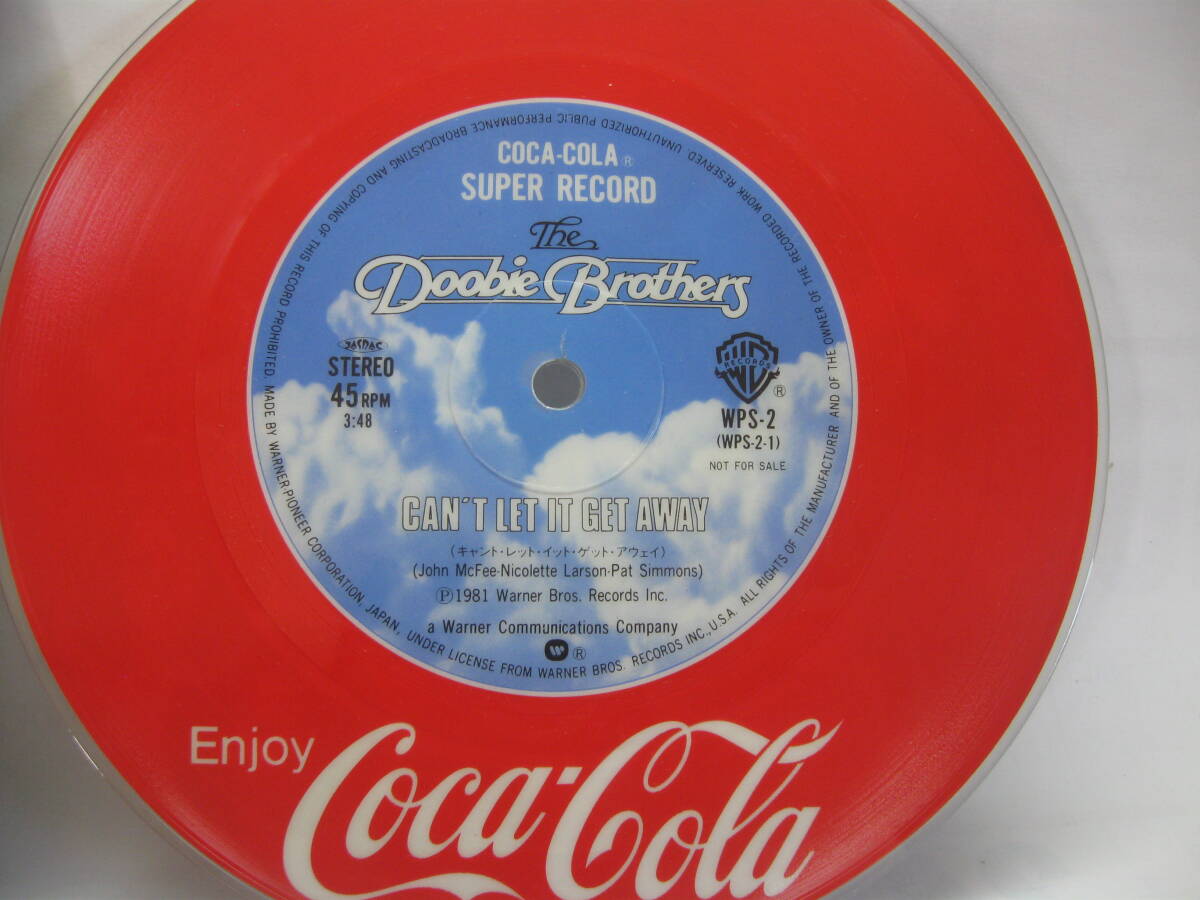 COCA-COLA®
SUPER RECORD
The
Doobie Brothers
JASRAC
STEREO
45 RPM
3:48
W RECORDS ®
WPS-2
(WPS-2-1)
NOT FOR SALE
CAN'T LET IT GET AWAY
(キャント・レット・イット・ゲット・アウェイ)
(John McFee-Nicolette Larson-Pat Simmons)
Ⓟ1981 Warner Bros. Records Inc.
a Warner Communications Company
®
MADE BY WARNER-PIONEER CORPORATION, JAPAN, UNDER LICENSE FROM WARNER BROS. RECORDS INC., U.S.A. ALL RIGHTS OF THE MANUFACTURER AND OF THE OWNER OF THE RECORDED WORK RESERVED. UNAUTHORIZED PUBLIC PERFORMANCE BROADCASTING AND COPYING OF THIS RECORD PROHIBITED.
Enjoy
Coca-Cola